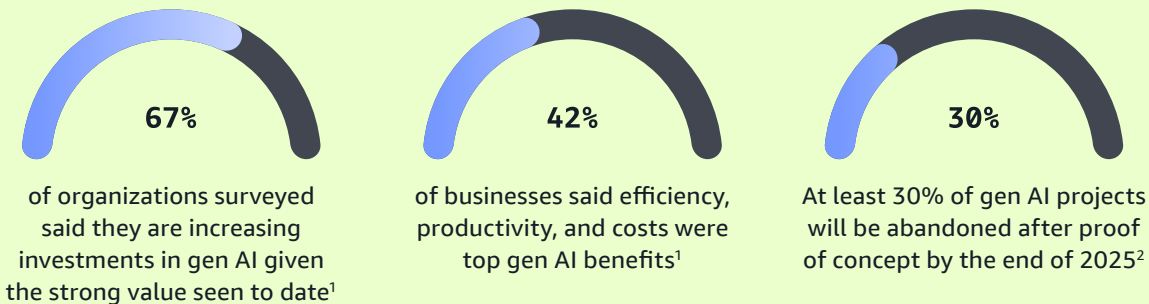 67%
of organizations surveyed
said they are increasing
investments in gen AI given
the strong value seen to date¹
42%
of businesses said efficiency,
productivity, and costs were
top gen AI benefits¹
30%
At least 30% of gen AI projects
will be abandoned after proof
of concept by the end of 2025²